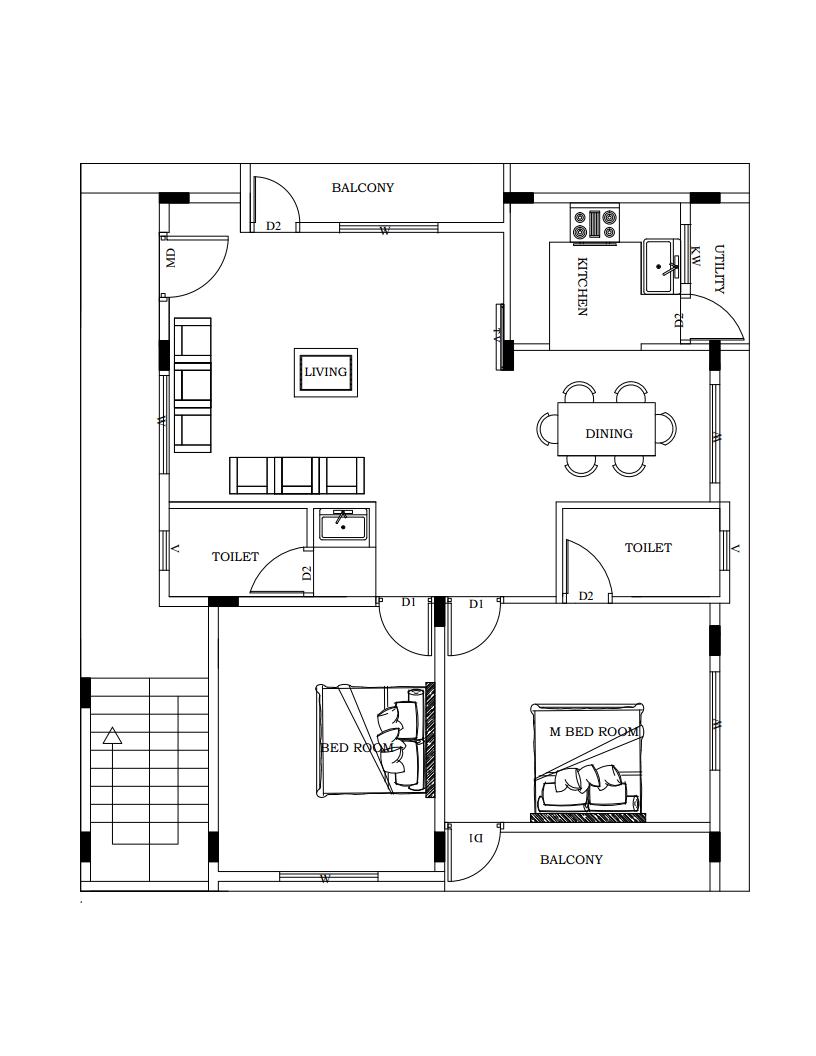 BALCONY
D2
W
MD
KITCHEN
KW
UTILITY
D2
TV
LIVING
W
DINING
W
TOILET
V
D2
TOILET
V
D2
D1
D1
BED ROOM
M BED ROOM
W
D1
BALCONY
W